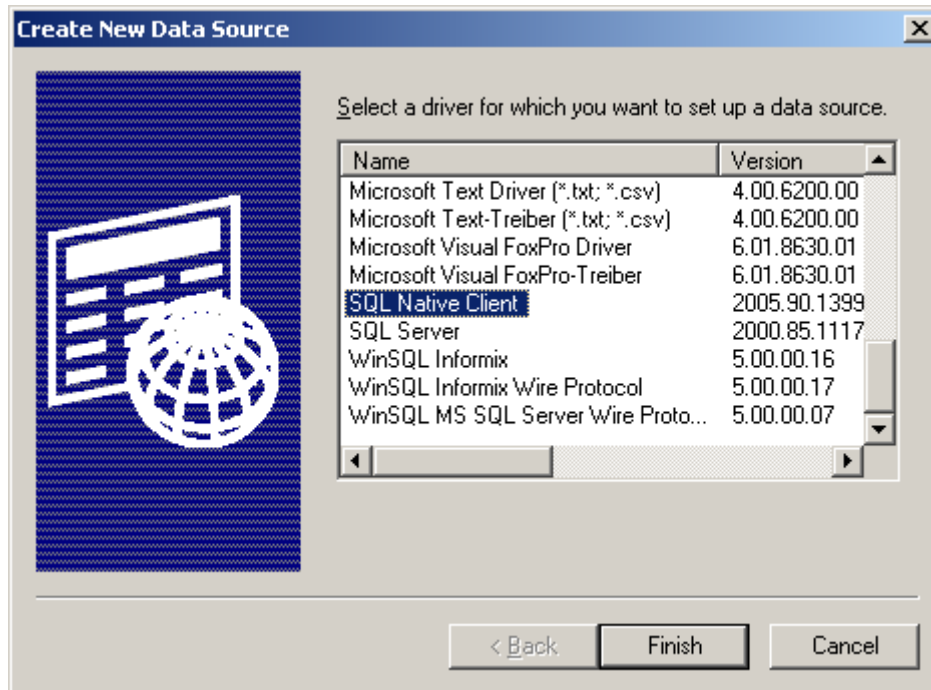 Create New Data Source
Select a driver for which you want to set up a data source.
Name Version
Microsoft Text Driver (*.txt; *.csv) 4.00.6200.00
Microsoft Text-Treiber (*.txt; *.csv) 4.00.6200.00
Microsoft Visual FoxPro Driver 6.01.8630.01
Microsoft Visual FoxPro-Treiber 6.01.8630.01
SQL Native Client 2005.90.1399
SQL Server 2000.85.1117
WinSQL Informix 5.00.00.16
WinSQL Informix Wire Protocol 5.00.00.17
WinSQL MS SQL Server Wire Proto... 5.00.00.07
< Back Finish Cancel